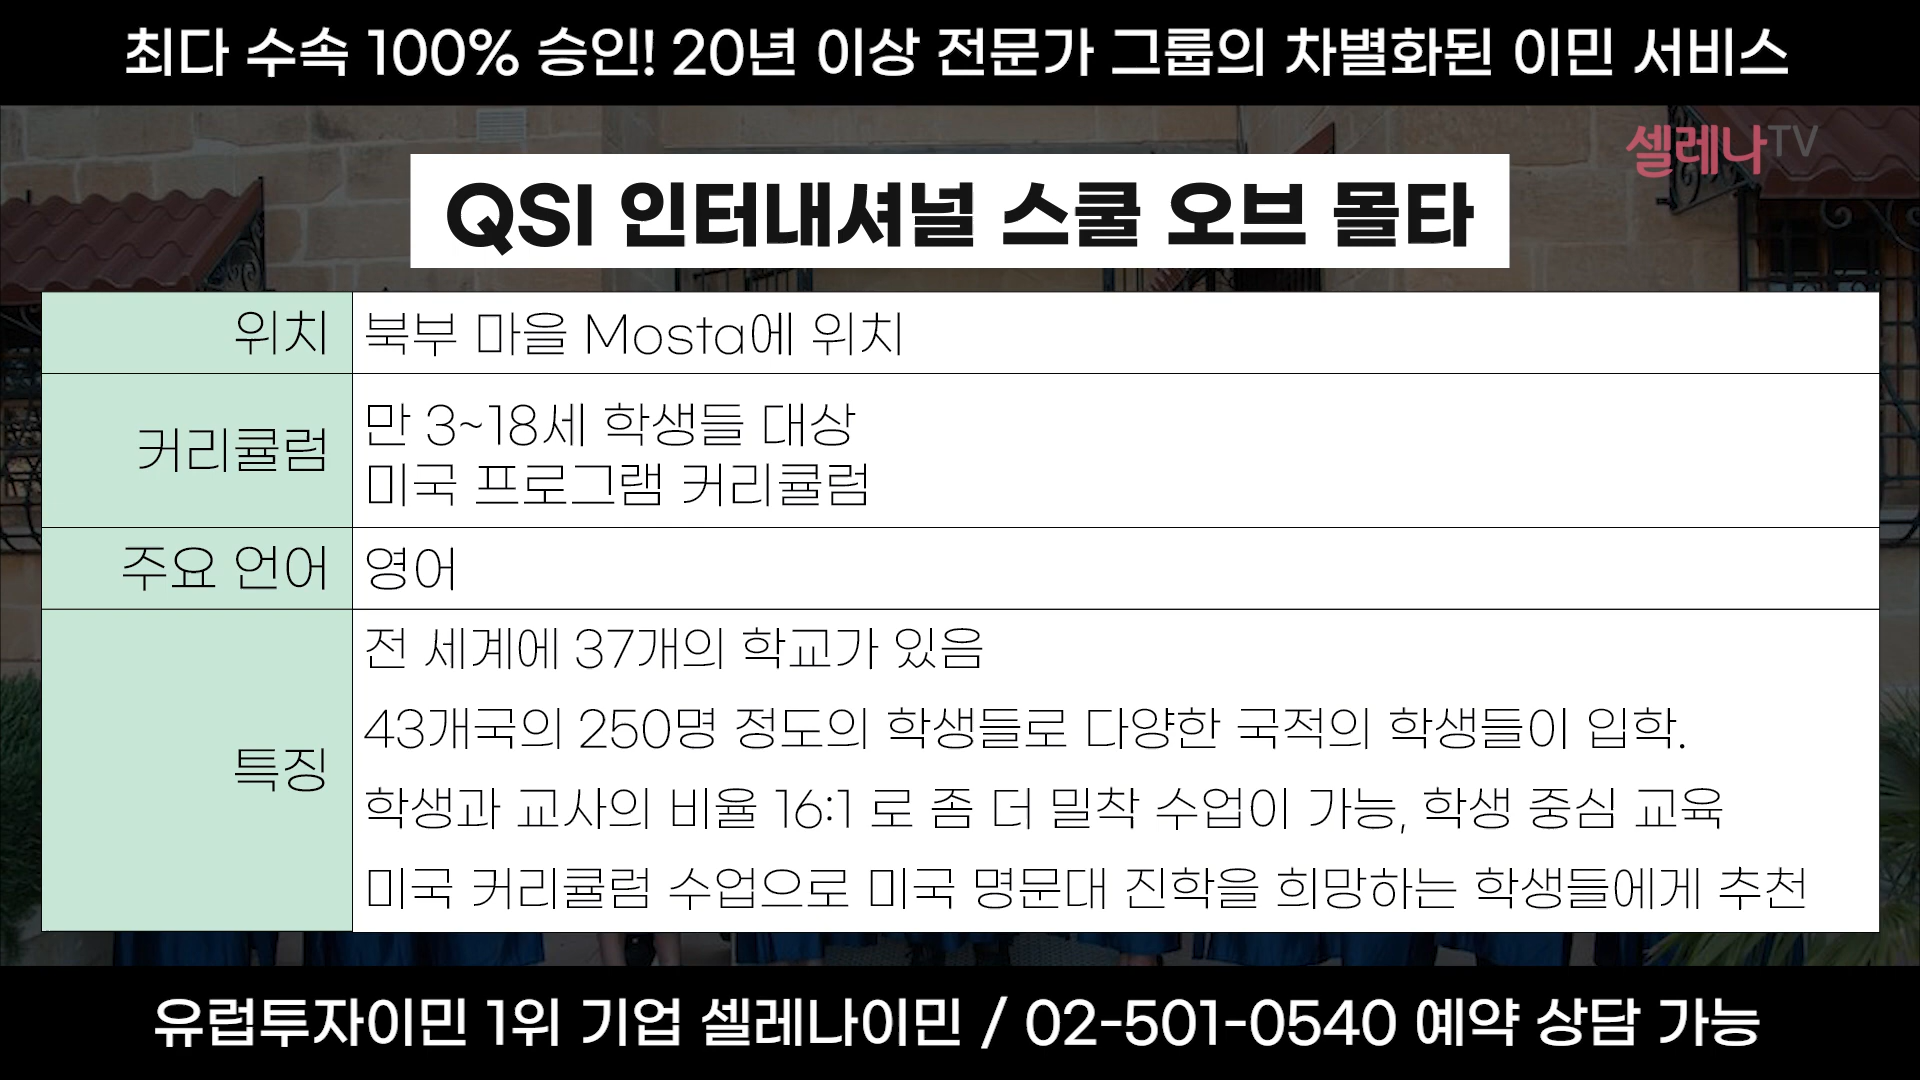 최다 수속 100% 승인! 20년 이상 전문가 그룹의 차별화된 이민 서비스
셀레나TV
QSI 인터내셔널 스쿨 오브 몰타
위치
북부 마을 Mosta에 위치
커리큘럼
만 3~18세 학생들 대상
미국 프로그램 커리큘럼
주요 언어
영어
특징
전 세계에 37개의 학교가 있음
43개국의 250명 정도의 학생들로 다양한 국적의 학생들이 입학.
학생과 교사의 비율 16:1 로 좀 더 밀착 수업이 가능, 학생 중심 교육
미국 커리큘럼 수업으로 미국 명문대 진학을 희망하는 학생들에게 추천
유럽투자이민 1위 기업 셀레나이민 / 02-501-0540 예약 상담 가능